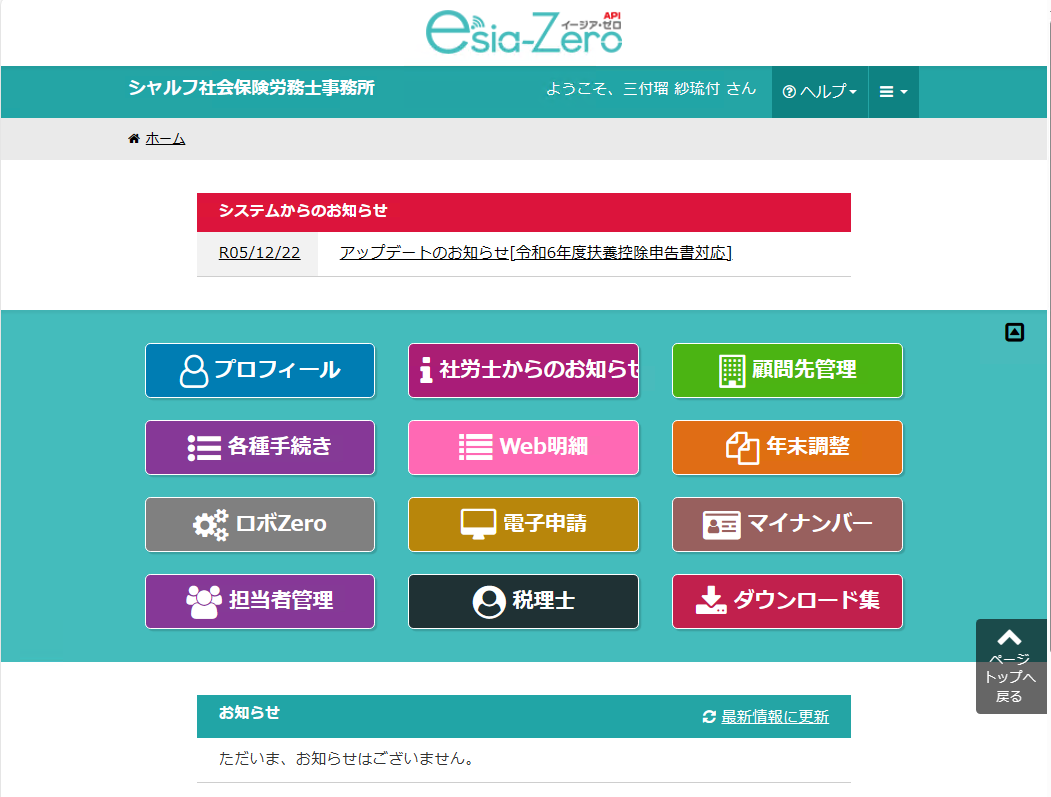 esia-Zero
API
イージア・ゼロ
シャルフ社会保険労務士事務所
ようこそ、三付瑠 紗琉付 さん
ヘルプ
ホーム
システムからのお知らせ
R05/12/22 アップデートのお知らせ[令和6年度扶養控除申告書対応]
プロフィール
社労士からのお知らせ
顧問先管理
各種手続き
Web明細
年末調整
ロボZero
電子申請
マイナンバー
担当者管理
税理士
ダウンロード集
ページ
トップへ
戻る
お知らせ
最新情報に更新
ただいま、お知らせはございません。